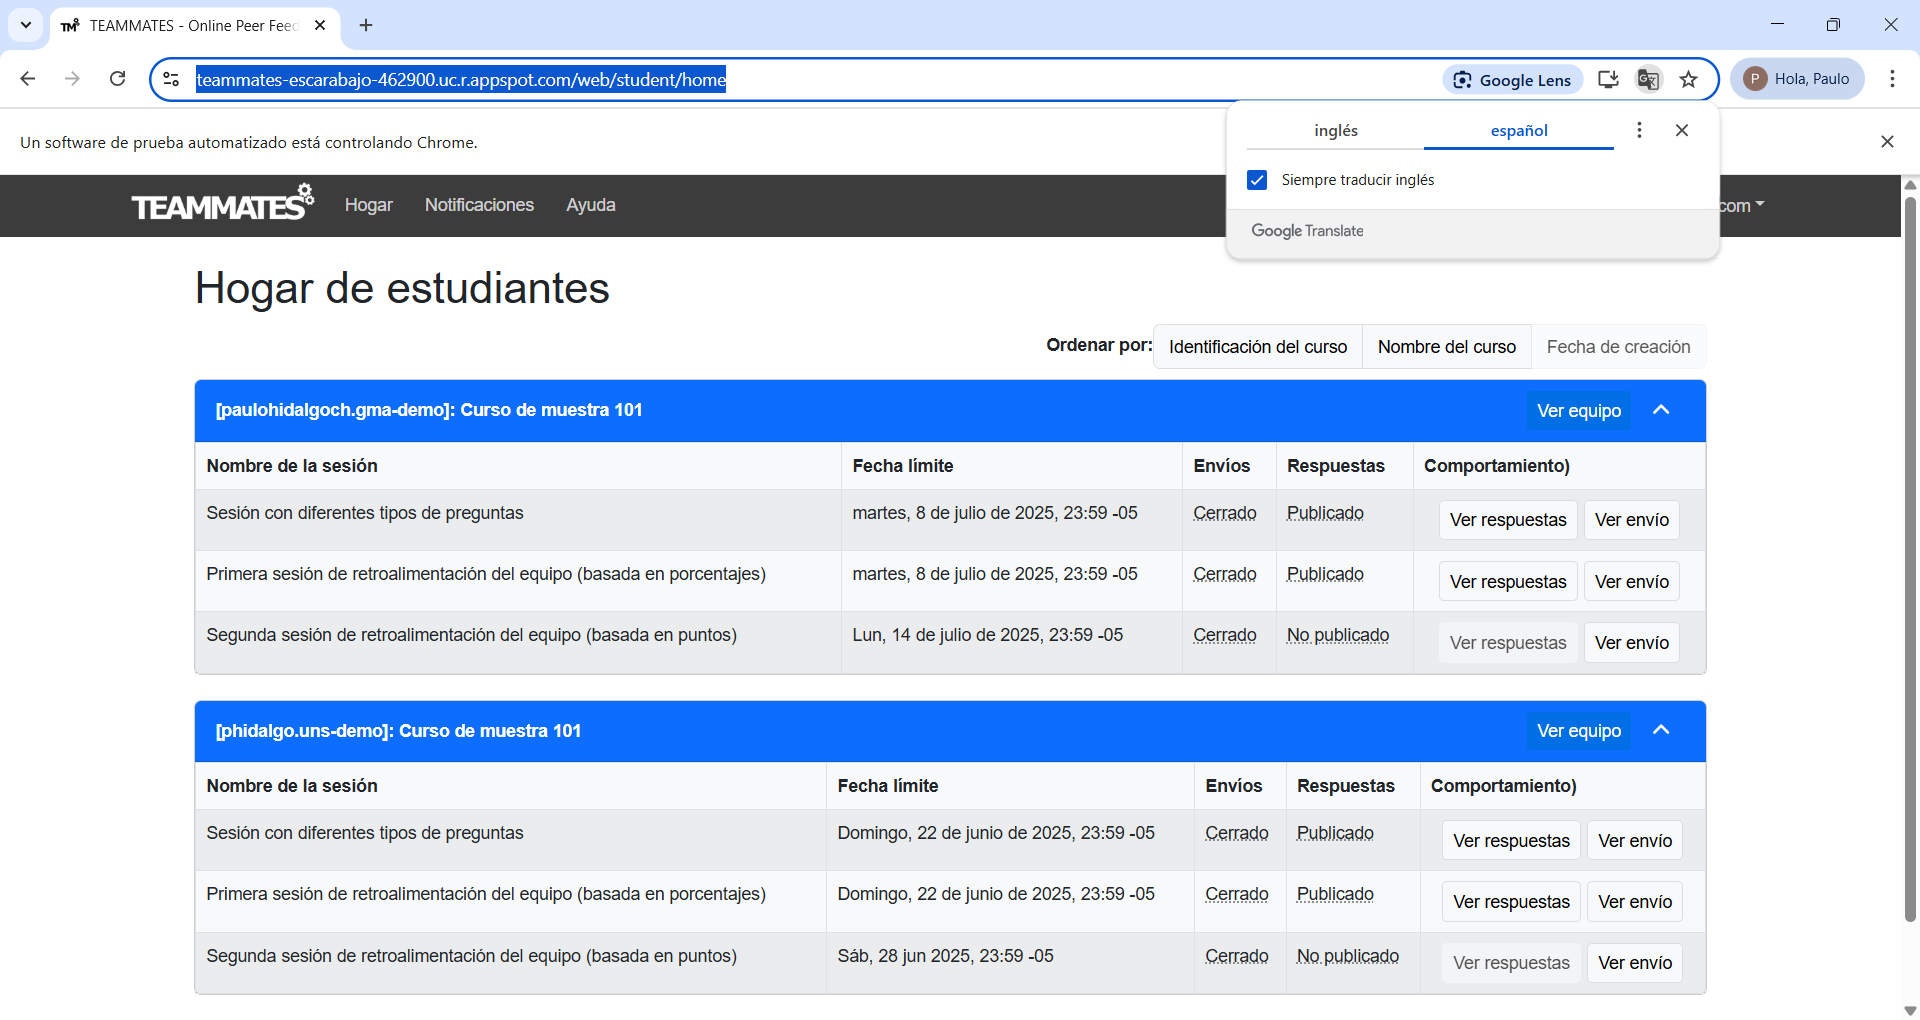 TEAMMATES - Online Peer Feed
teammates-escarabajo-462900.uc.r.appspot.com/web/student/home
Google Lens
P Hola, Paulo
Un software de prueba automatizado está controlando Chrome.
inglés español
Siempre traducir inglés
Google Translate
TEAMMATES Hogar Notificaciones Ayuda com
Hogar de estudiantes
Ordenar por: Identificación del curso Nombre del curso Fecha de creación
[paulohidalgoch.gma-demo]: Curso de muestra 101 Ver equipo
Nombre de la sesión Fecha límite Envíos Respuestas Comportamiento)
Sesión con diferentes tipos de preguntas martes, 8 de julio de 2025, 23:59 -05 Cerrado Publicado Ver respuestas Ver envío
Primera sesión de retroalimentación del equipo (basada en porcentajes) martes, 8 de julio de 2025, 23:59 -05 Cerrado Publicado Ver respuestas Ver envío
Segunda sesión de retroalimentación del equipo (basada en puntos) Lun, 14 de julio de 2025, 23:59 -05 Cerrado No publicado Ver respuestas Ver envío
[phidalgo.uns-demo]: Curso de muestra 101 Ver equipo
Nombre de la sesión Fecha límite Envíos Respuestas Comportamiento)
Sesión con diferentes tipos de preguntas Domingo, 22 de junio de 2025, 23:59 -05 Cerrado Publicado Ver respuestas Ver envío
Primera sesión de retroalimentación del equipo (basada en porcentajes) Domingo, 22 de junio de 2025, 23:59 -05 Cerrado Publicado Ver respuestas Ver envío
Segunda sesión de retroalimentación del equipo (basada en puntos) Sáb, 28 jun 2025, 23:59 -05 Cerrado No publicado Ver respuestas Ver envío